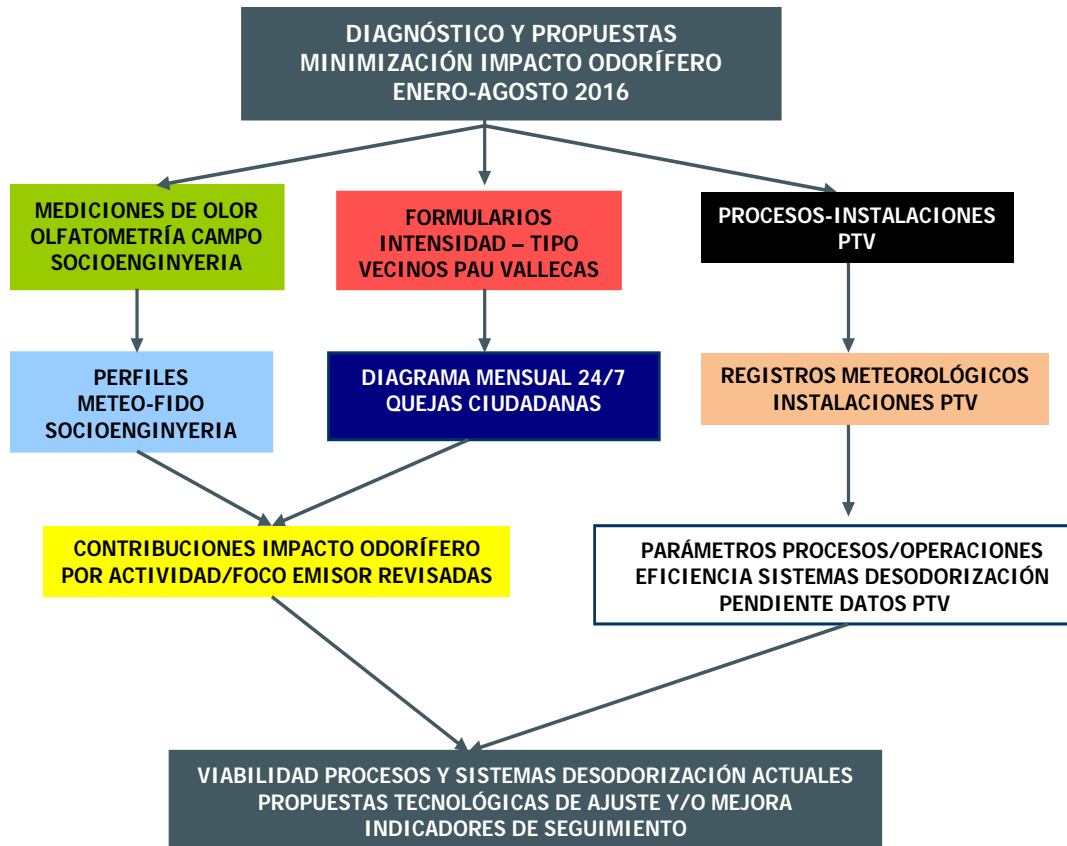 DIAGNÓSTICO Y PROPUESTAS
MINIMIZACIÓN IMPACTO ODORÍFERO
ENERO-AGOSTO 2016
MEDICIONES DE OLOR
OLFATOMETRÍA CAMPO
SOCIOENGINYERIA
FORMULARIOS
INTENSIDAD – TIPO
VECINOS PAU VALLECAS
PROCESOS-INSTALACIONES
PTV
PERFILES
METEO-FIDO
SOCIOENGINYERIA
DIAGRAMA MENSUAL 24/7
QUEJAS CIUDADANAS
REGISTROS METEOROLÓGICOS
INSTALACIONES PTV
CONTRIBUCIONES IMPACTO ODORÍFERO
POR ACTIVIDAD/FOCO EMISOR REVISADAS
PARÁMETROS PROCESOS/OPERACIONES
EFICIENCIA SISTEMAS DESODORIZACIÓN
PENDIENTE DATOS PTV
VIABILIDAD PROCESOS Y SISTEMAS DESODORIZACIÓN ACTUALES
PROPUESTAS TECNOLÓGICAS DE AJUSTE Y/O MEJORA
INDICADORES DE SEGUIMIENTO